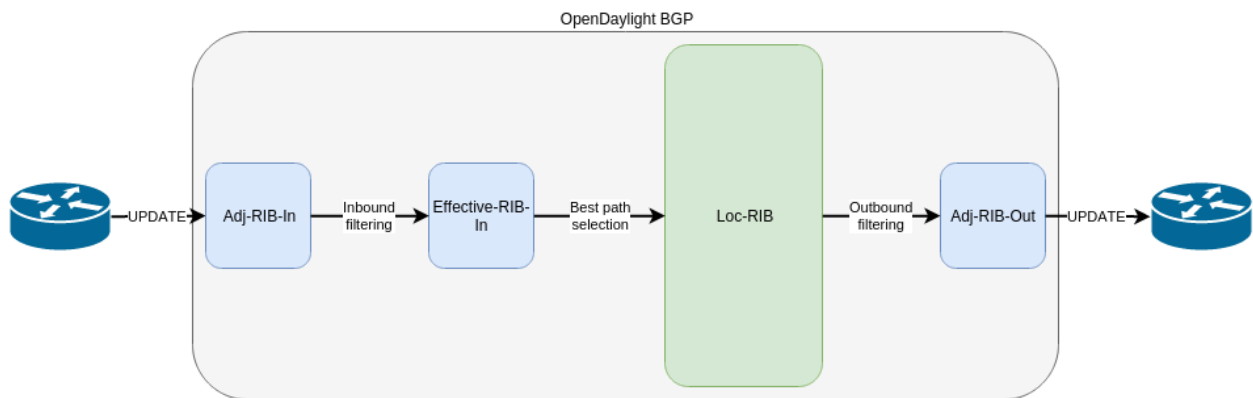 OpenDaylight BGP
UPDATE
Adj-RIB-In
Inbound
filtering
Effective-RIB-
In
Best path
selection
Loc-RIB
Outbound
filtering
Adj-RIB-Out
UPDATE